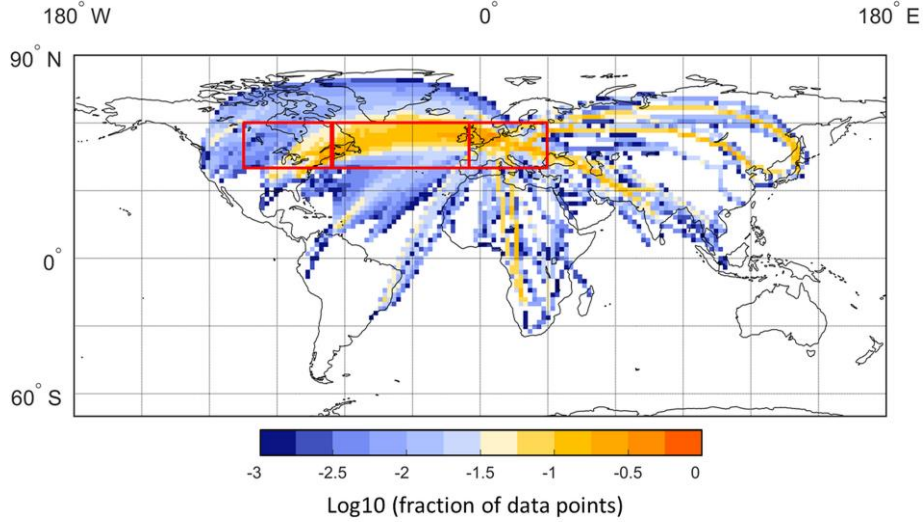 180° W 0° 180° E
90° N
0°
60° S
-3 -2.5 -2 -1.5 -1 -0.5 0
Log10 (fraction of data points)